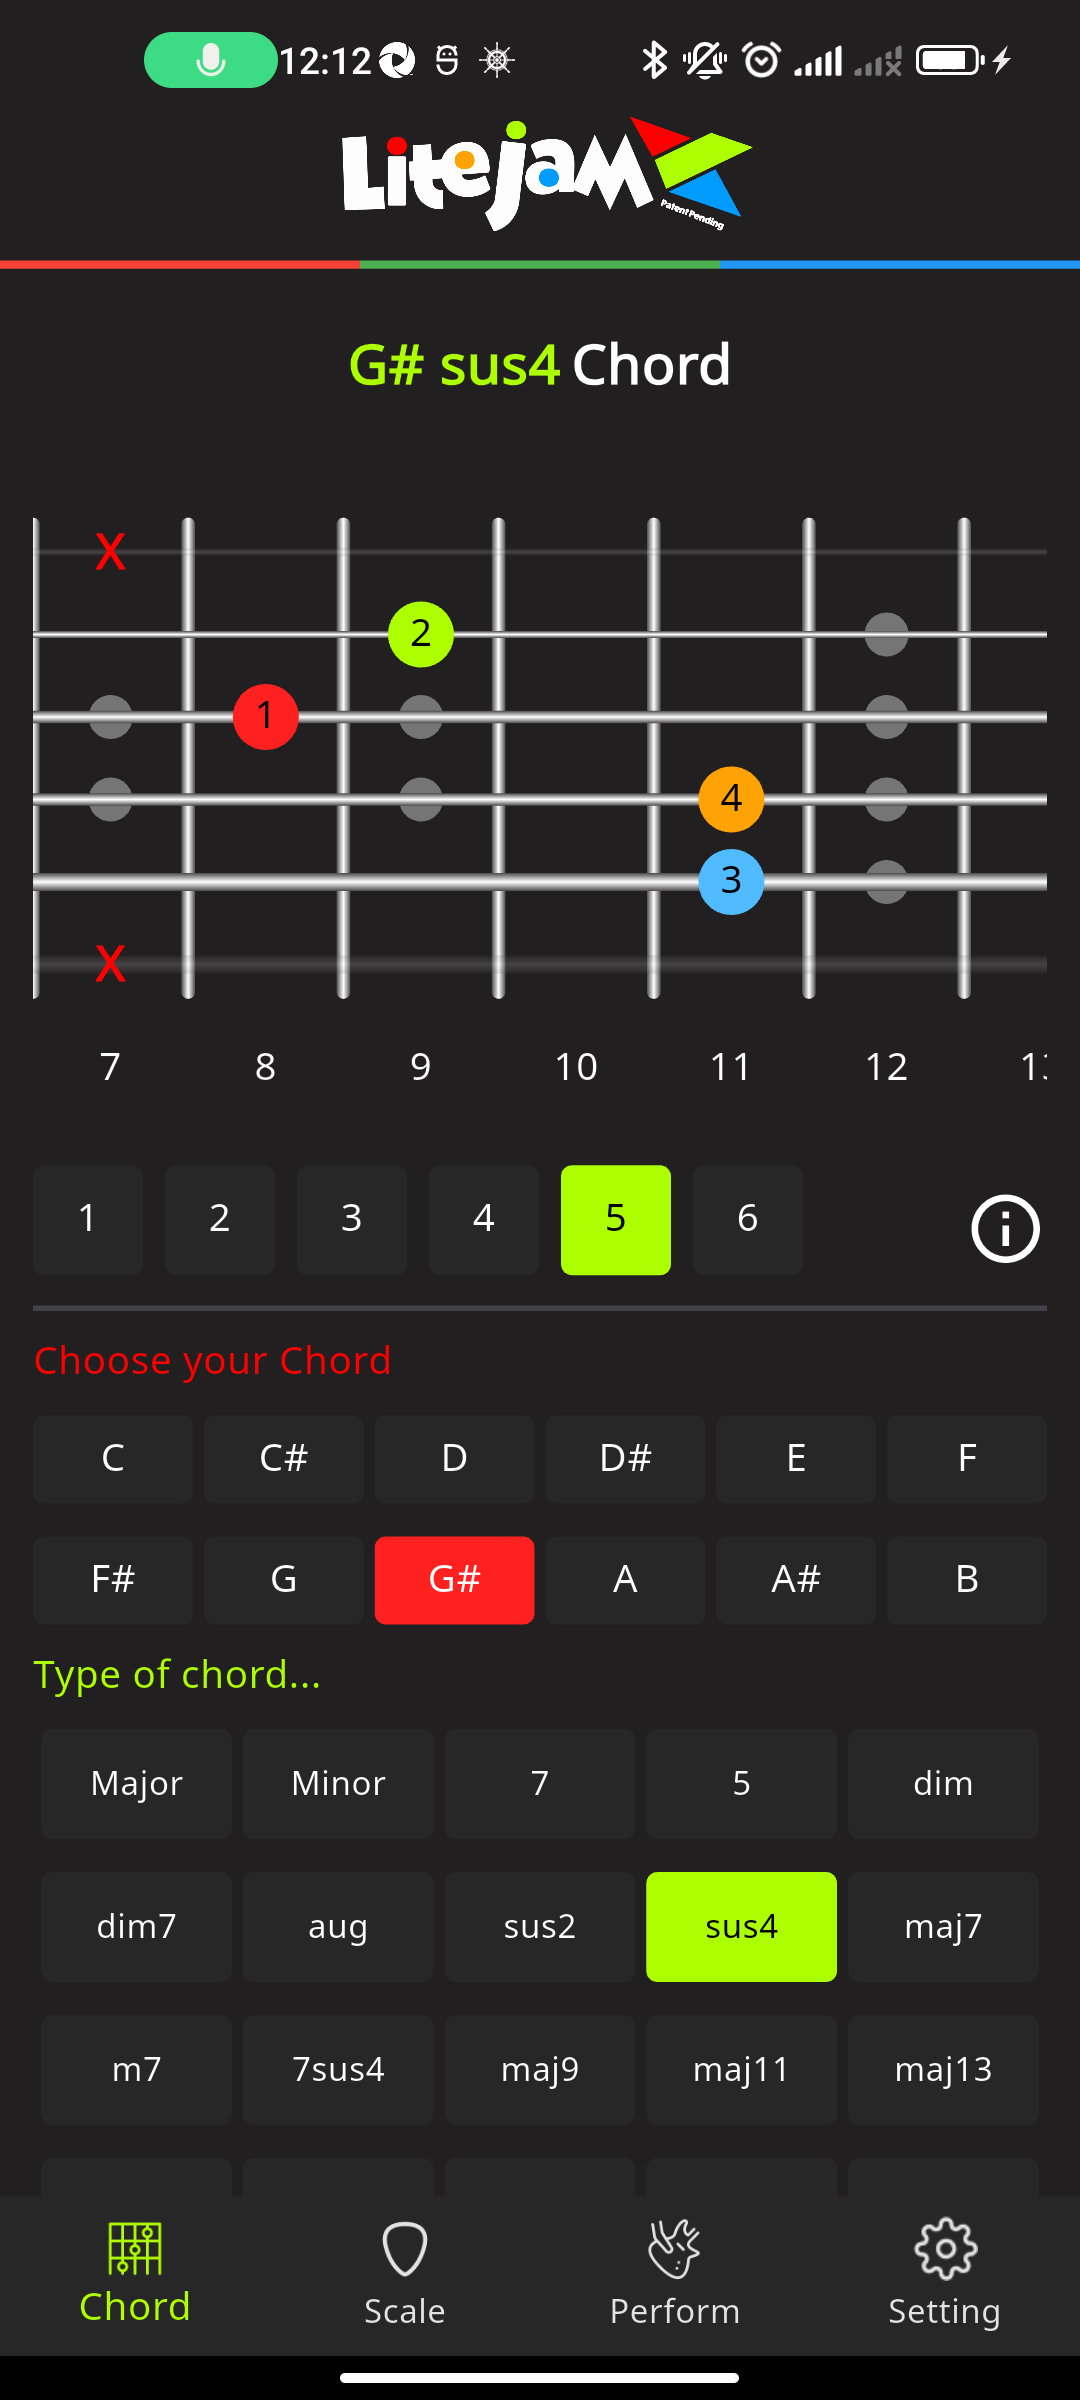 12:12
Litejam
Patent Pending
G# sus4 Chord
X
2
1
4
3
X
7 8 9 10 11 12
1 2 3 4 5 6
Choose your Chord
C C# D D# E F
F# G G# A A# B
Type of chord...
Major Minor 7 5 dim
dim7 aug sus2 sus4 maj7
m7 7sus4 maj9 maj11 maj13
Chord Scale Perform Setting